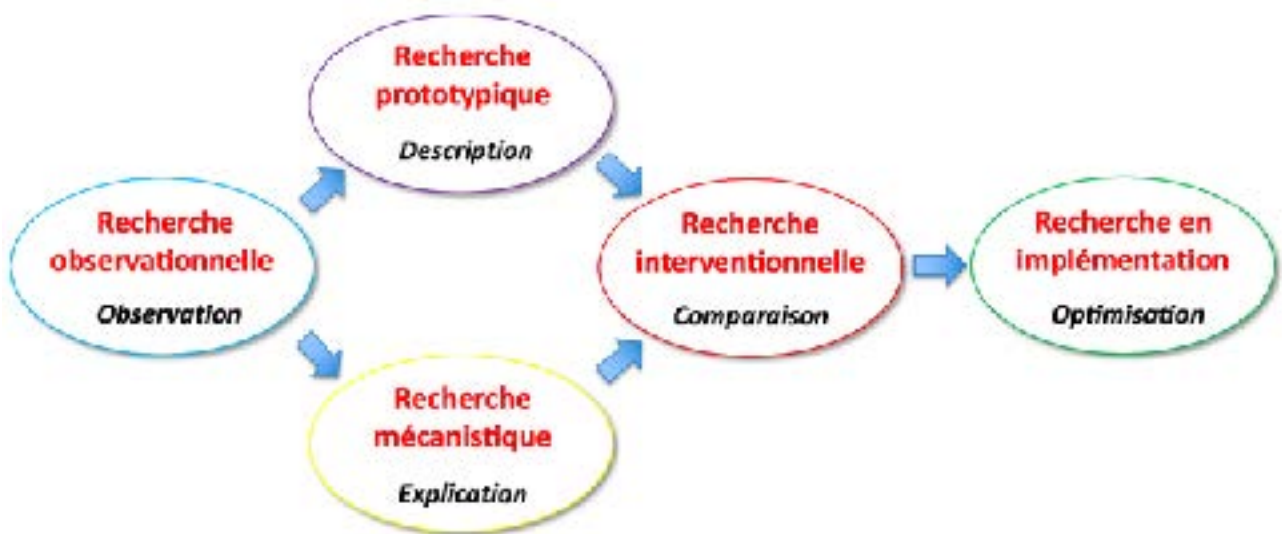 Recherche
observationnelle
Observation
Recherche
prototypique
Description
Recherche
mécanistique
Explication
Recherche
interventionnelle
Comparaison
Recherche en
implémentation
Optimisation